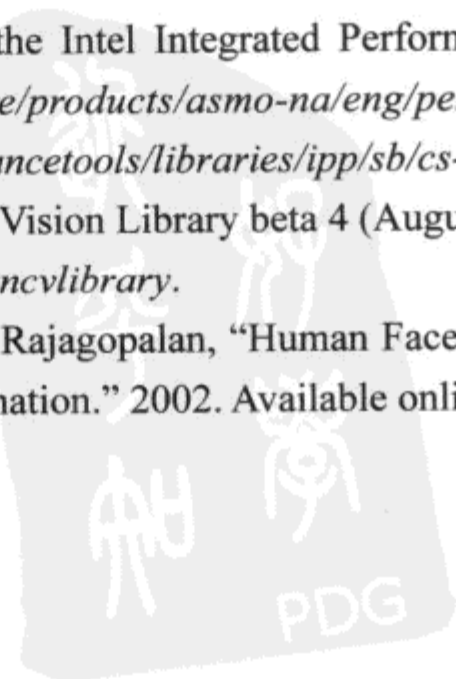 the Intel Integrated Perform
e/products/asmo-na/eng/pe
ncetools/libraries/ipp/sb/cs-
Vision Library beta 4 (Augu
ncvlibrary.
Rajagopalan, “Human Face
nation.” 2002. Available onli
PDG